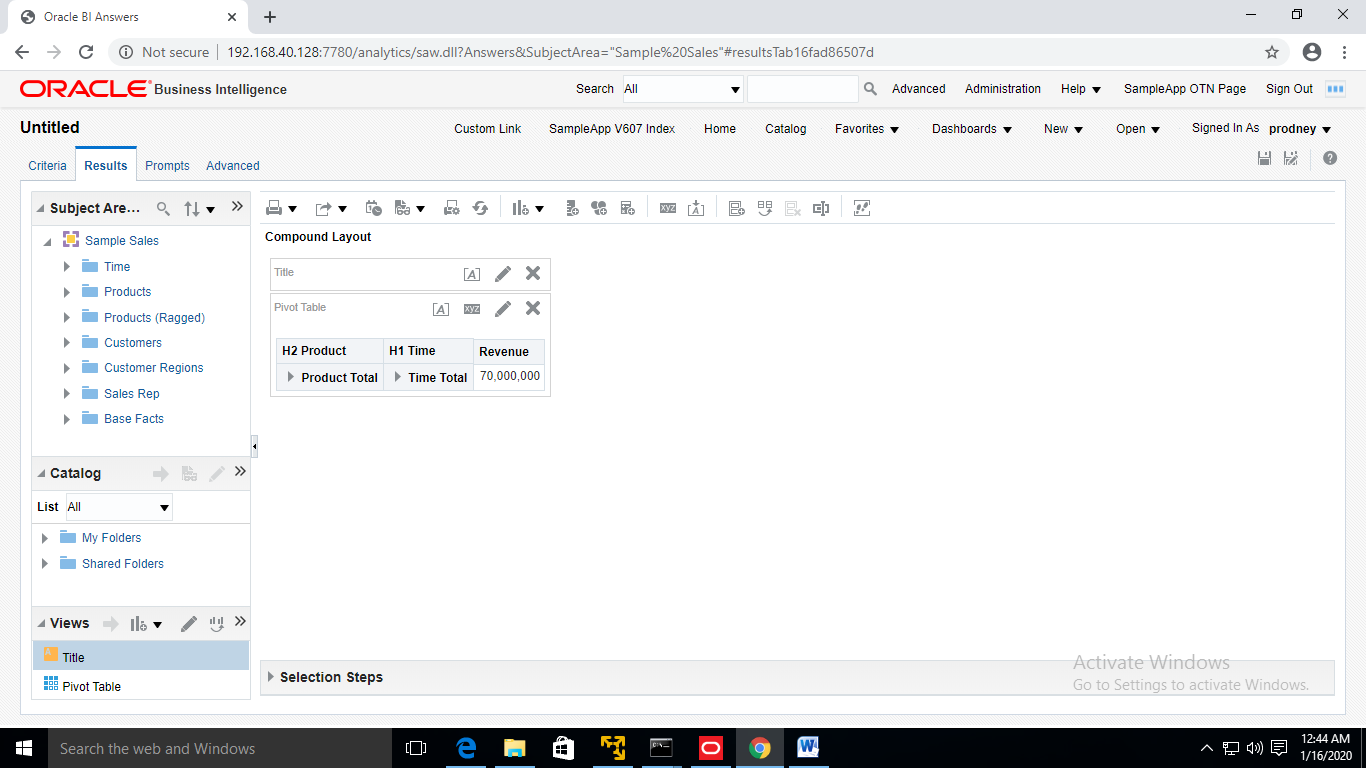 Oracle BI Answers
Not secure
192.168.40.128:7780/analytics/saw.dll?Answers&SubjectArea="Sample%20Sales"#resultsTab16fad86507d
ORACLE Business Intelligence
Search All Advanced Administration Help SampleApp OTN Page Sign Out
Untitled
Custom Link SampleApp V607 Index Home Catalog Favorites Dashboards New Open Signed In As prodney
Criteria Results Prompts Advanced
Subject Are...
Sample Sales
Time
Products
Products (Ragged)
Customers
Customer Regions
Sales Rep
Base Facts
Catalog
List All
My Folders
Shared Folders
Views
Title
Pivot Table
xyz
Compound Layout
Title
A
Pivot Table
A xyz
H2 Product H1 Time Revenue
Product Total Time Total 70,000,000
Selection Steps
Activate Windows
Go to Settings to activate Windows.
Search the web and Windows
12:44 AM
1/16/2020